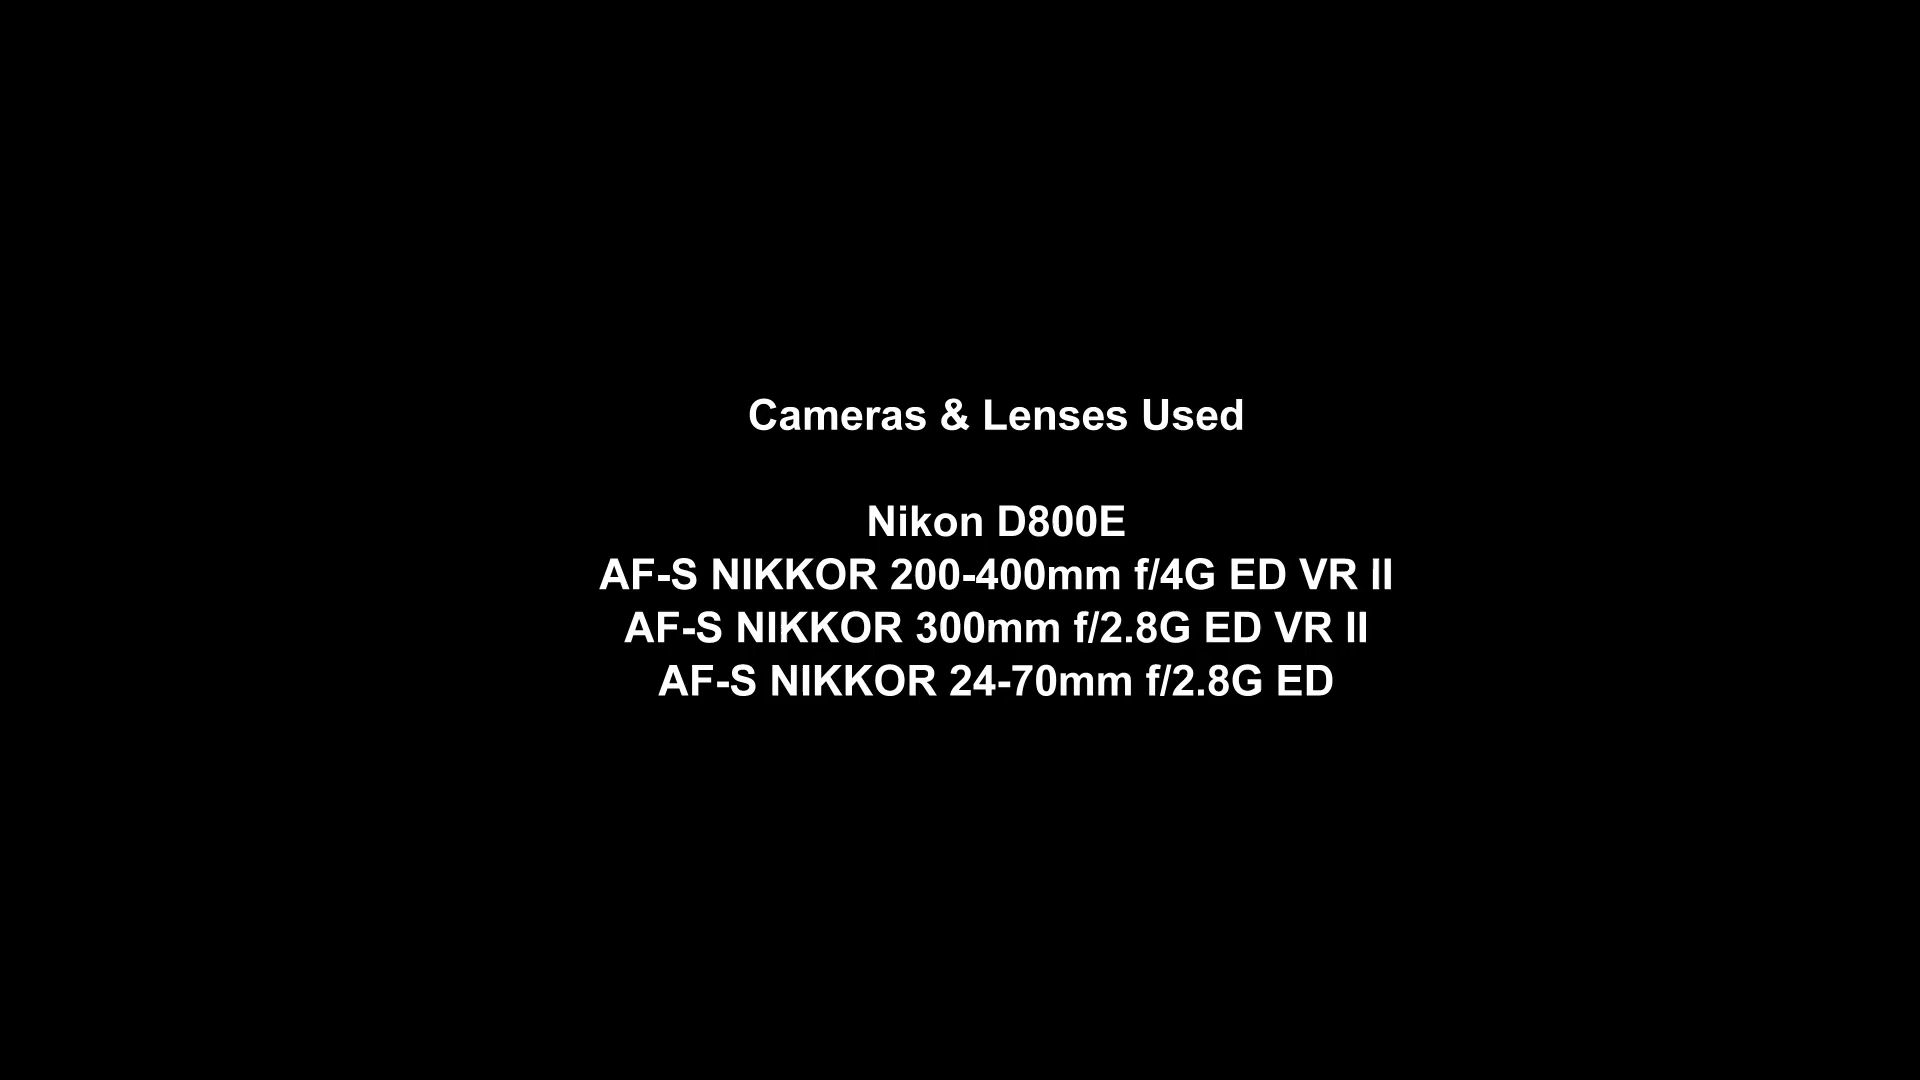 Cameras & Lenses Used
Nikon D800E
AF-S NIKKOR 200-400mm f/4G ED VR II
AF-S NIKKOR 300mm f/2.8G ED VR II
AF-S NIKKOR 24-70mm f/2.8G ED